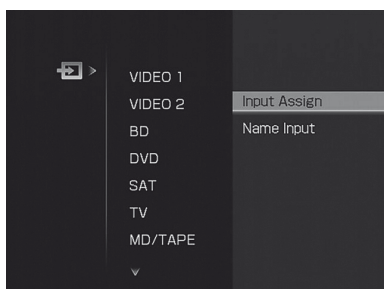 VIDEO 1
VIDEO 2
BD
DVD
SAT
TV
MD/TAPE
Input Assign
Name Input